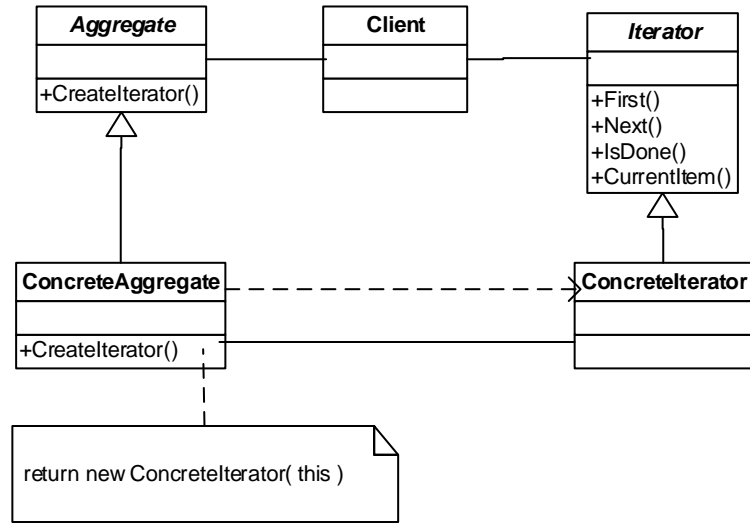 Aggregate
+CreateIterator()
Client
Iterator
+First()
+Next()
+IsDone()
+CurrentItem()
ConcreteAggregate
+CreateIterator()
ConcreteIterator
return new ConcreteIterator( this )